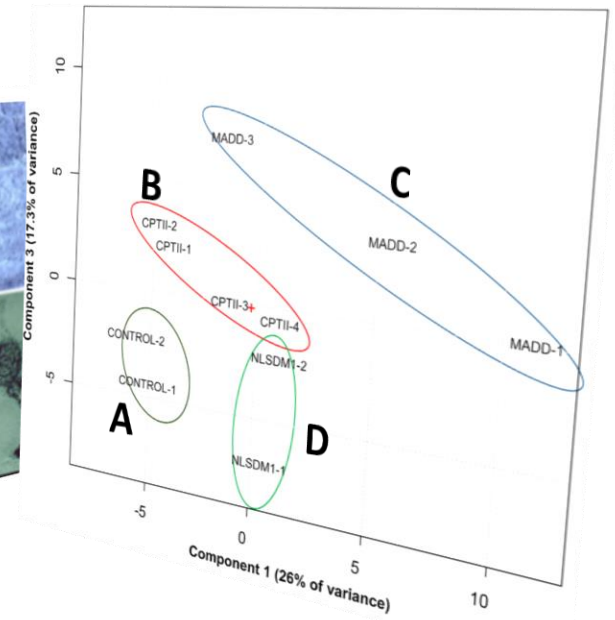 10
5
0
-5
Component 3 (17.3% of variance)
MADD-3
C
B
MADD-2
CPTII-2
CPTII-1
CPTII-3+
CPTII-4
MADD-1
CONTROL-2
NLSDM1-2
CONTROL-1
A
D
NLSDM1-1
-5
0
5
10
Component 1 (26% of variance)